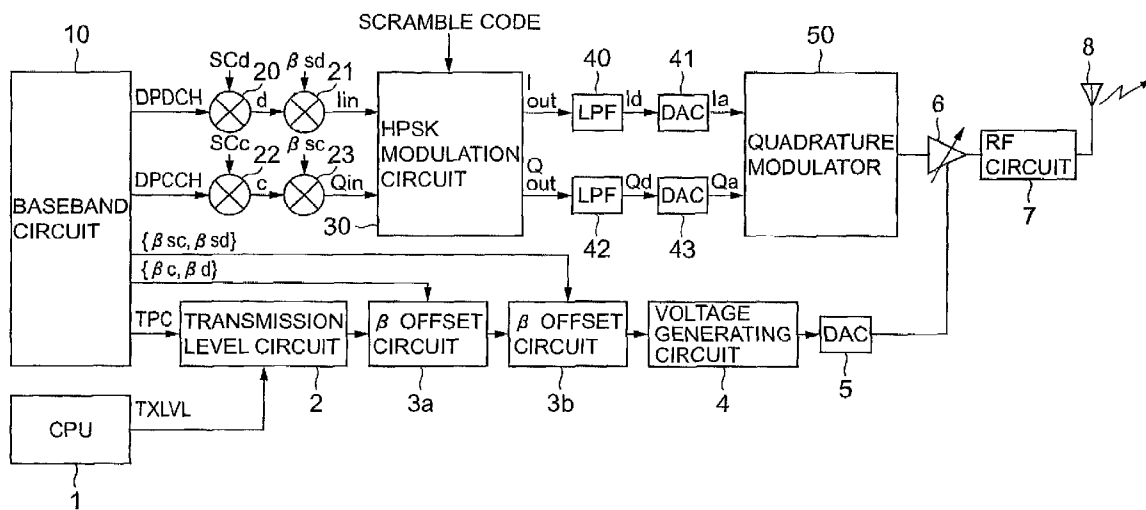 SCRAMBLE CODE
10
SCd
20
β sd
21
40
41
50
8
DPDCH
d
Iin
I
out
LPF
Id
DAC
Ia
6
HPSK
MODULATION
CIRCUIT
QUADRATURE
MODULATOR
RF
CIRCUIT
7
SCc
22
β sc
23
DPCCH
c
Qin
Q
out
LPF
Qd
DAC
Qa
30
42
43
BASEBAND
CIRCUIT
{β sc, β sd}
{β c, β d}
TPC
TRANSMISSION
LEVEL CIRCUIT
β OFFSET
CIRCUIT
β OFFSET
CIRCUIT
VOLTAGE
GENERATING
CIRCUIT
DAC
2
3a
3b
4
5
TXLVL
CPU
1